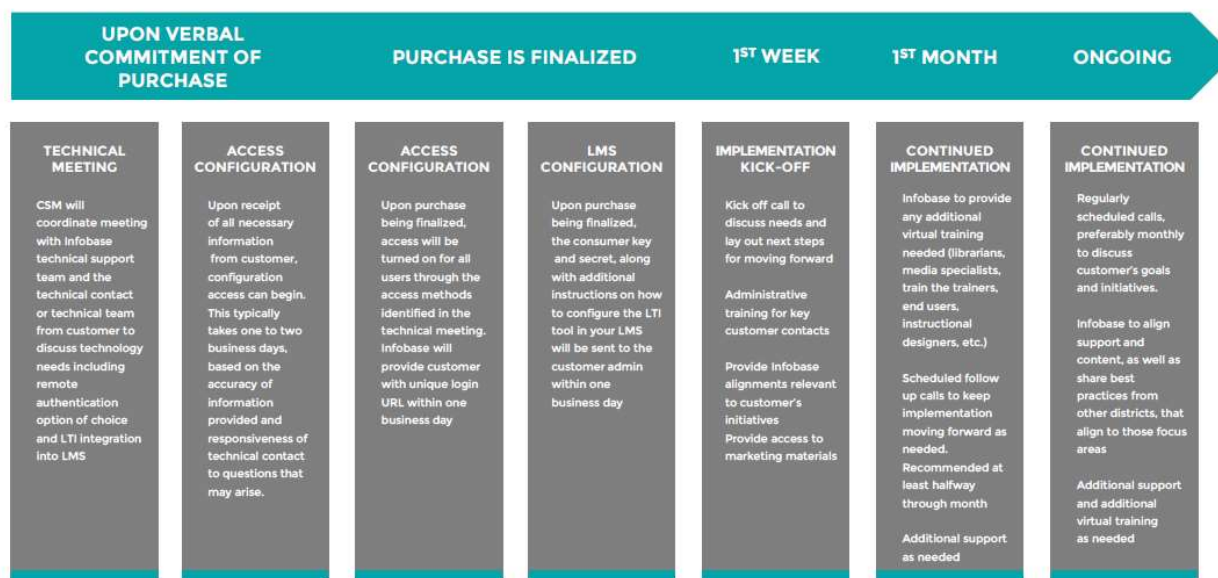 UPON VERBAL
COMMITMENT OF
PURCHASE
PURCHASE IS FINALIZED
1ST WEEK
1ST MONTH
ONGOING
TECHNICAL
MEETING
CSM will
coordinate meeting
with Infobase
technical support
team and the
technical contact
or technical team
from customer to
discuss technology
needs including
remote
authentication
option of choice
and LTI integration
into LMS
ACCESS
CONFIGURATION
Upon receipt
of all necessary
information
from customer,
configuration
access can begin.
This typically
takes one to two
business days,
based on the
accuracy of
information
provided and
responsiveness of
technical contact
to questions that
may arise.
ACCESS
CONFIGURATION
Upon purchase
being finalized,
access will be
turned on for all
users through the
access methods
identified in the
technical meeting.
Infobase will
provide customer
with unique login
URL within one
business day
LMS
CONFIGURATION
Upon purchase
being finalized,
the consumer key
and secret, along
with additional
instructions on how
to configure the LTI
tool in your LMS
will be sent to the
customer admin
within one
business day
IMPLEMENTATION
KICK-OFF
Kick off call to
discuss needs and
lay out next steps
for moving forward
Administrative
training for key
customer contacts
Provide Infobase
alignments relevant
to customer's
initiatives
Provide access to
marketing materials
CONTINUED
IMPLEMENTATION
Infobase to provide
any additional
virtual training
needed (librarians,
media specialists,
train the trainers,
end users,
instructional
designers, etc.)
Scheduled follow
up calls to keep
implementation
moving forward as
needed.
Recommended at
least halfway
through month
Additional support
as needed
CONTINUED
IMPLEMENTATION
Regularly
scheduled calls,
preferably monthly
to discuss
customer's goals
and initiatives.
Infobase to align
support and
content, as well as
share best
practices from
other districts, that
align to those focus
areas
Additional support
and additional
virtual training
as needed